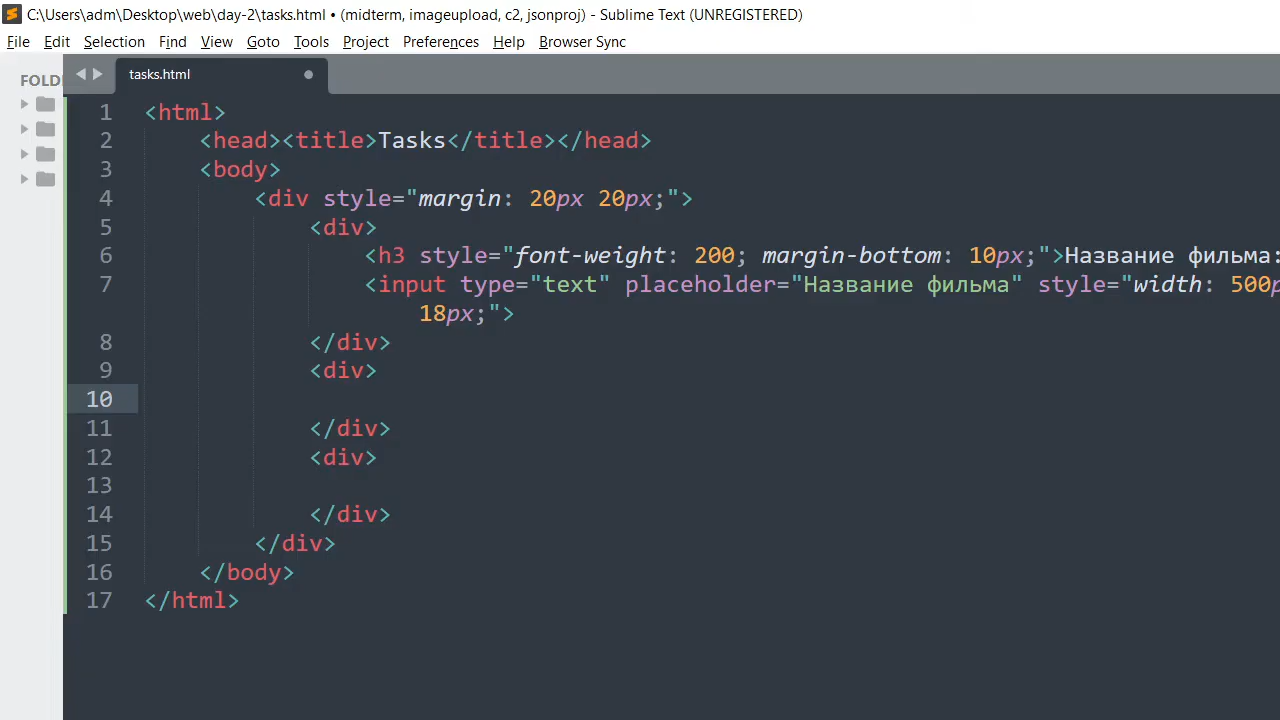 C:\Users\adm\Desktop\web\day-2\tasks.html • (midterm, imageupload, c2, jsonproj) - Sublime Text (UNREGISTERED)
File Edit Selection Find View Goto Tools Project Preferences Help Browser Sync
FOLD
tasks.html
1 <html>
2 <head><title>Tasks</title></head>
3 <body>
4 <div style="margin: 20px 20px;">
5 <div>
6 <h3 style="font-weight: 200; margin-bottom: 10px;">Название фильма:
7 <input type="text" placeholder="Название фильма" style="width: 500p
18px;">
8 </div>
9 <div>
10
11 </div>
12 <div>
13
14 </div>
15 </div>
16 </body>
17 </html>